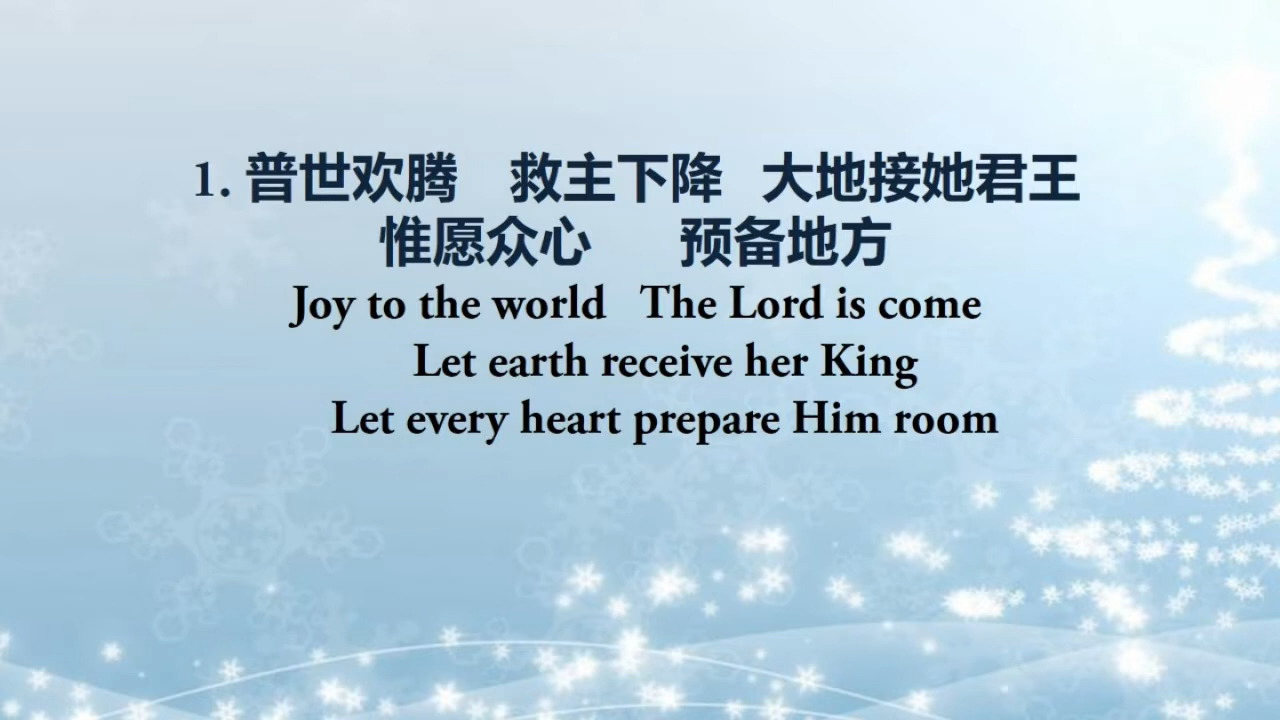 1. 普世欢腾 救主下降 大地接她君王
惟愿众心 预备地方
Joy to the world The Lord is come
Let earth receive her King
Let every heart prepare Him room